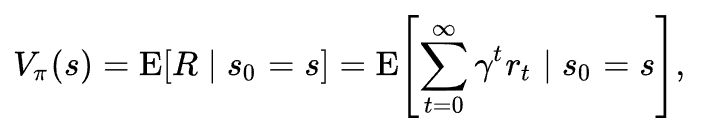 V_π(s) = E[R | s_0 = s] = E[∑_{t=0}^{∞} γ^t r_t | s_0 = s],